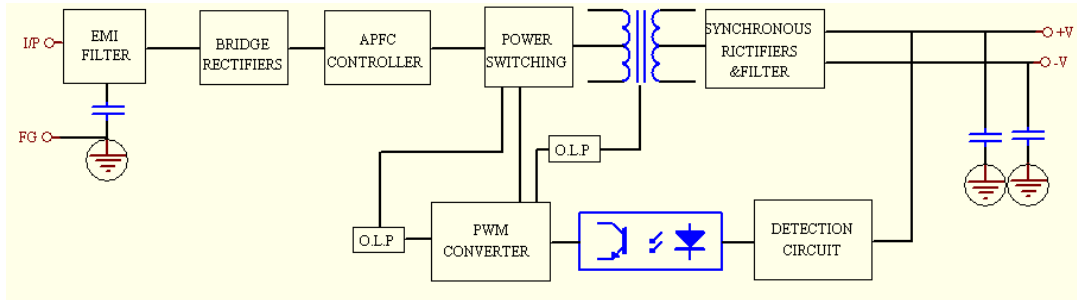 I/P
EMI
FILTER
BRIDGE
RECTIFIERS
APFC
CONTROLLER
POWER
SWITCHING
SYNCHRONOUS
RICTIFIERS
&FILTER
+V
-V
FG
O.L.P
O.L.P
PWM
CONVERTER
DETECTION
CIRCUIT